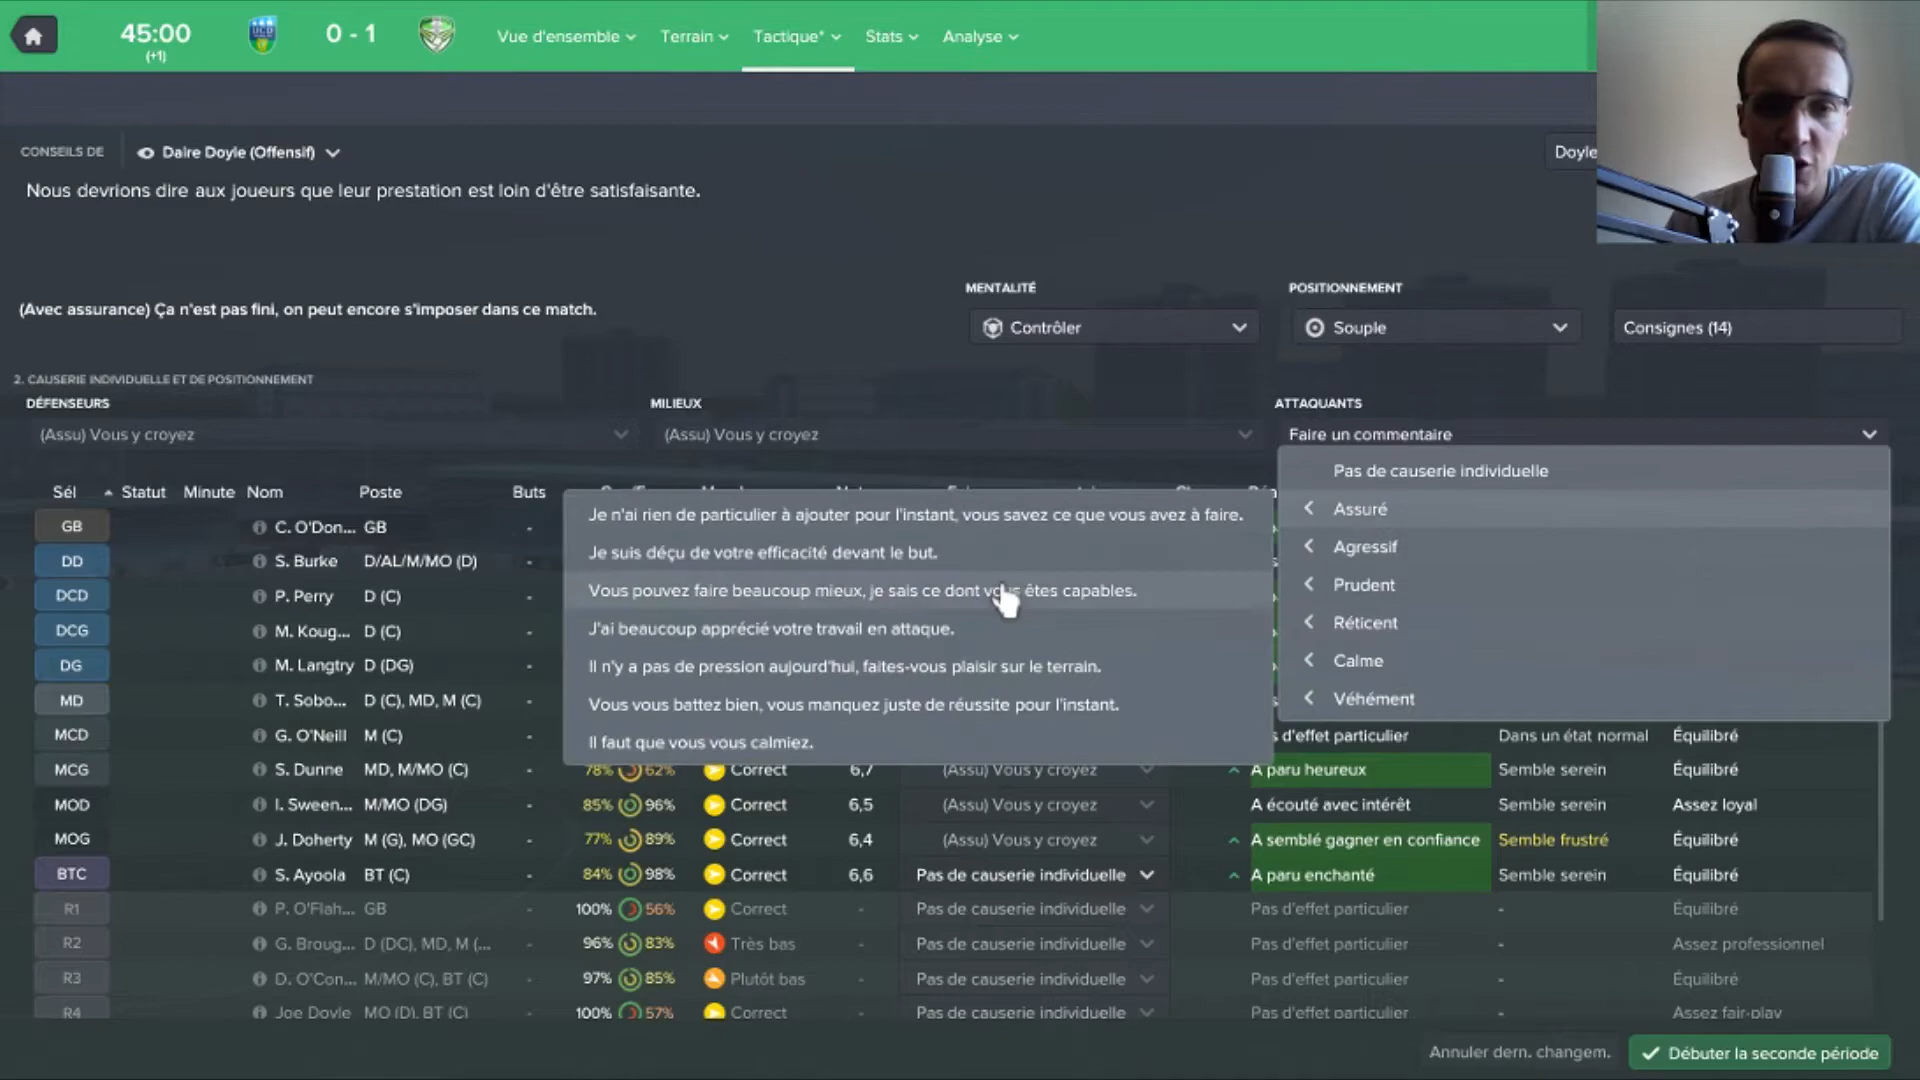 45:00
(+1)
UCD
0 - 1
Vue d'ensemble
Terrain
Tactique*
Stats
Analyse
CONSEILS DE
Daire Doyle (Offensif)
Doyle
Nous devrions dire aux joueurs que leur prestation est loin d'être satisfaisante.
MENTALITÉ
POSITIONNEMENT
(Avec assurance) Ça n'est pas fini, on peut encore s'imposer dans ce match.
Contrôler
Souple
Consignes (14)
2. CAUSERIE INDIVIDUELLE ET DE POSITIONNEMENT
DÉFENSEURS
MILIEUX
ATTAQUANTS
(Assu) Vous y croyez
(Assu) Vous y croyez
Faire un commentaire
Pas de causerie individuelle
Assuré
Agressif
Prudent
Réticent
Calme
Véhément
Sél Statut Minute Nom Poste Buts
Je n'ai rien de particulier à ajouter pour l'instant, vous savez ce que vous avez à faire.
Je suis déçu de votre efficacité devant le but.
Vous pouvez faire beaucoup mieux, je sais ce dont vous êtes capables.
J'ai beaucoup apprécié votre travail en attaque.
Il n'y a pas de pression aujourd'hui, faites-vous plaisir sur le terrain.
Vous vous battez bien, vous manquez juste de réussite pour l'instant.
Il faut que vous vous calmiez.
GB C. O'Don... GB -
DD S. Burke D/AL/M/MO (D) -
DCD P. Perry D (C) -
DCG M. Koug... D (C) -
DG M. Langtry D (DG) -
MD T. Sobo... D (C), MD, M (C) -
MCD G. O'Neill M (C) - d'effet particulier Dans un état normal Équilibré
MCG S. Dunne MD, M/MO (C) - 78% 62% Correct 6,7 (Assu) Vous y croyez A paru heureux Semble serein Équilibré
MOD I. Sween... M/MO (DG) - 85% 96% Correct 6,5 (Assu) Vous y croyez A écouté avec intérêt Semble serein Assez loyal
MOG J. Doherty M (G), MO (GC) - 77% 89% Correct 6,4 (Assu) Vous y croyez A semblé gagner en confiance Semble frustré Équilibré
BTC S. Ayoola BT (C) - 84% 98% Correct 6,6 Pas de causerie individuelle A paru enchanté Semble serein Équilibré
R1 P. O'Flah... GB - 100% 56% Correct - Pas de causerie individuelle Pas d'effet particulier - Équilibré
R2 G. Broug... D (DC), MD, M (... - 96% 83% Très bas - Pas de causerie individuelle Pas d'effet particulier - Assez professionnel
R3 D. O'Con... M/MO (C), BT (C) - 97% 85% Plutôt bas - Pas de causerie individuelle Pas d'effet particulier - Équilibré
R4 Joe Doyle MO (D), BT (C) - 100% 57% Correct - Pas de causerie individuelle Pas d'effet particulier - Assez fair-play
Annuler dern. changem.
Débuter la seconde période